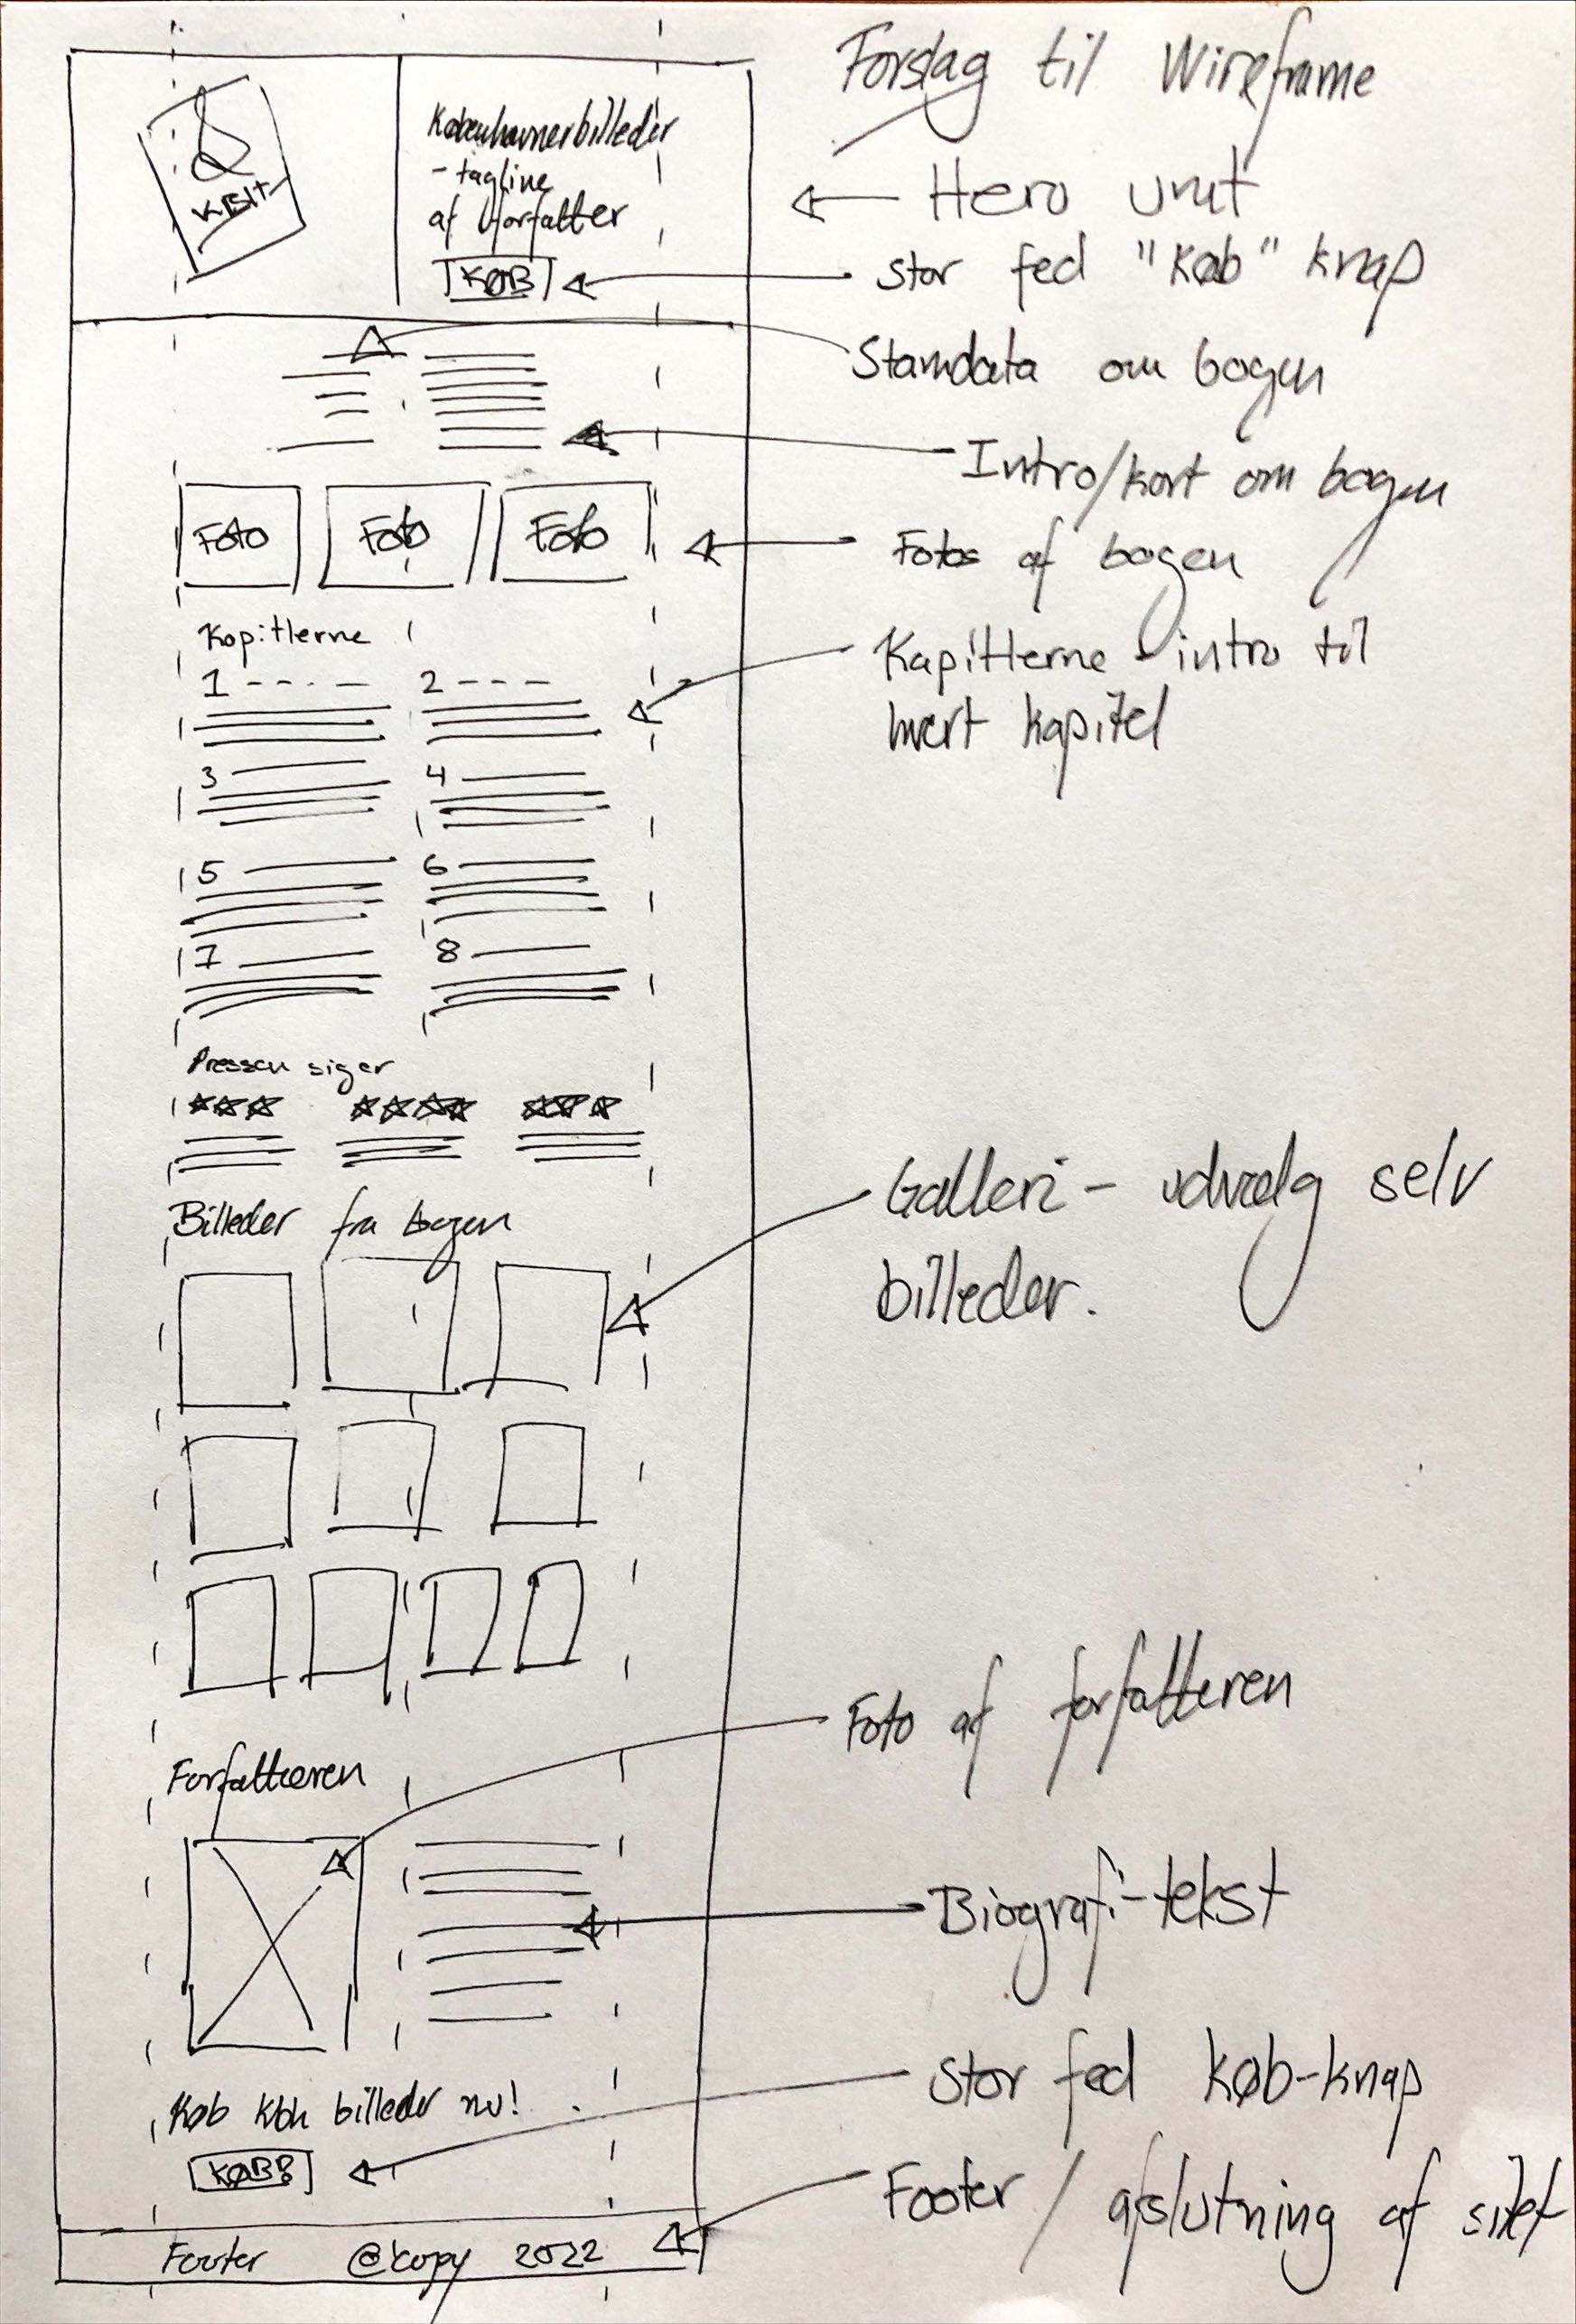 Forslag til Wireframe
KBH
Københavnerbilleder
- tagline
af forfatter
KØB
← Hero unit
Stor fed "Køb" knap
Stamdata om bogen
Intro/kort om bogen
Foto Foto Foto
Fotos af bogen
Kapitlerne
Kapitlerne - intro til
hvert kapitel
1 2
3 4
5 6
7 8
Pressen siger
Billeder fra bogen
Galleri - udvælg selv
billeder.
Forfatteren
Foto af forfatteren
Biografi-tekst
Køb kbh billeder nu!
KØB
Stor fed køb-knap
Footer / afslutning af sitet
Footer @copy 2022